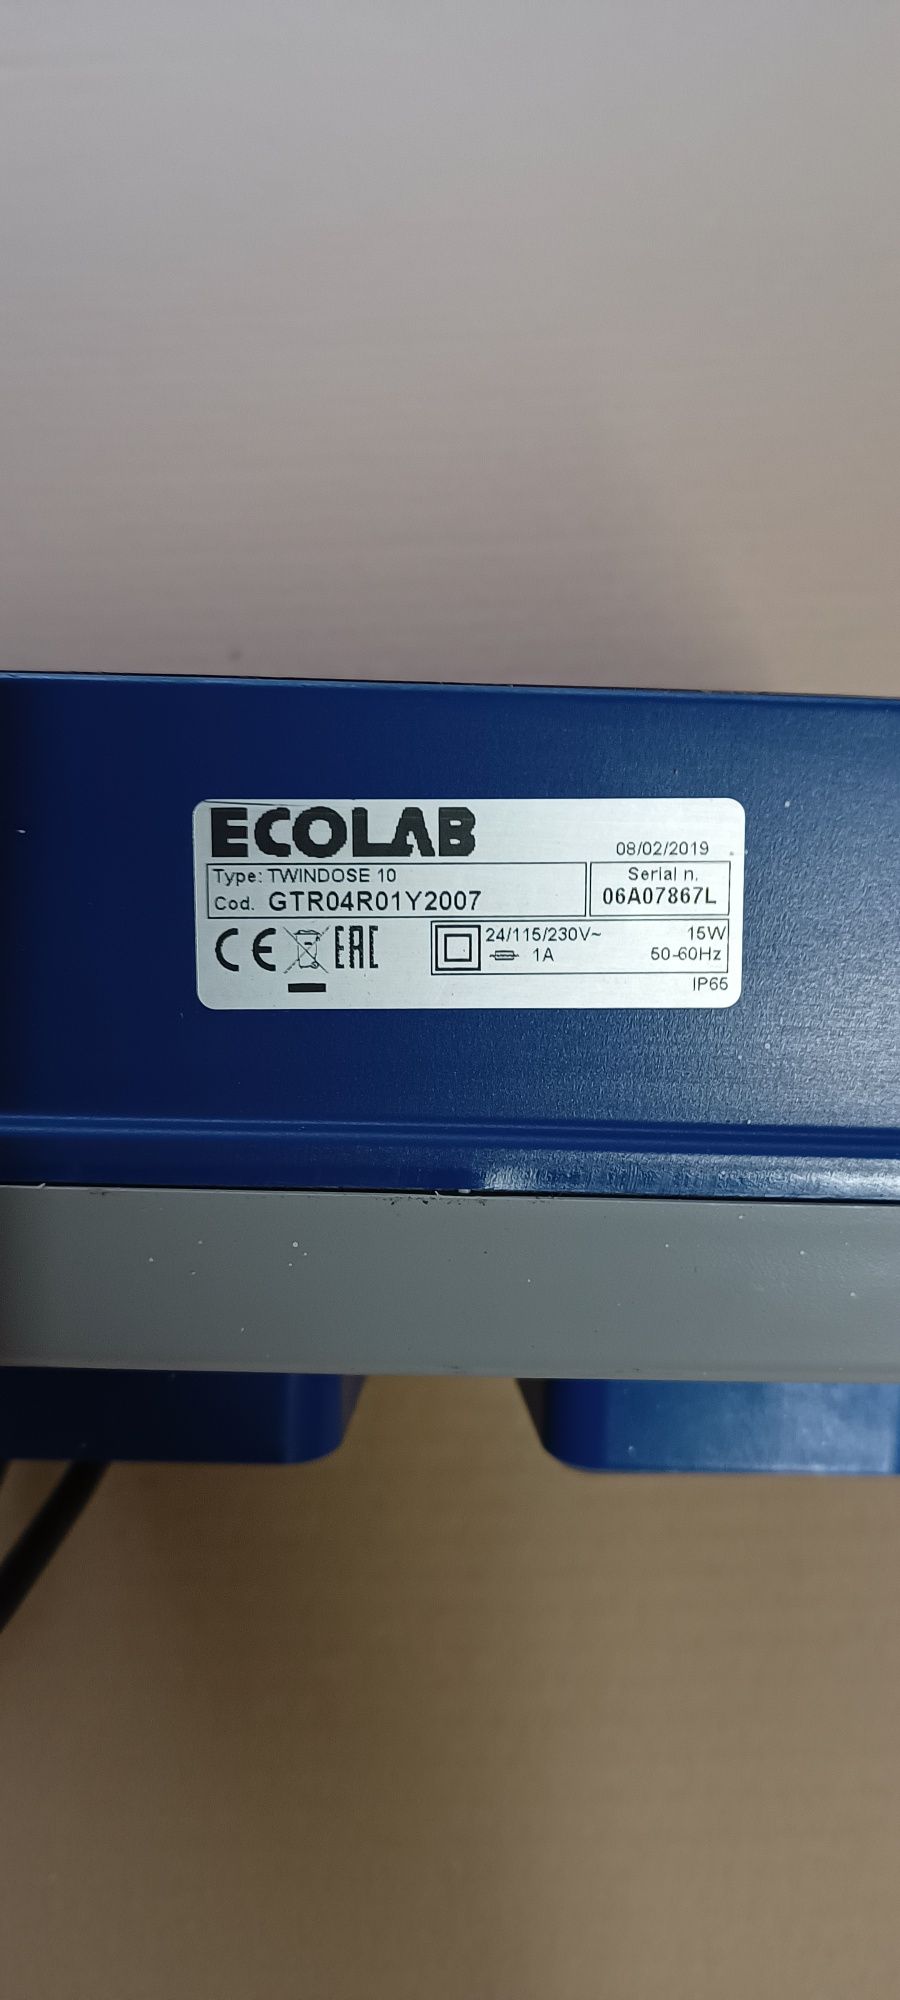 ECOLAB
08/02/2019
Type: TWINDOSE 10
Cod. GTR04R01Y2007
Serial n.
06A07867L
CE EAC
24/115/230V~ 15W
1A 50-60Hz
IP65